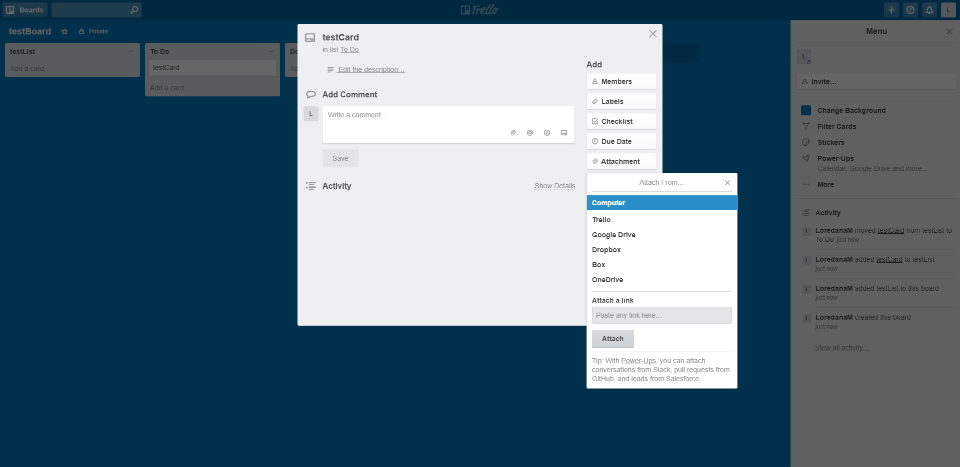 Boards
Trello
L
testBoard
Private
testList
Add a card...
To Do
testCard
Add a card
testCard
in list To Do
Edit the description...
Add Comment
L
Write a comment...
Save
Activity
Show Details
Add
Members
Labels
Checklist
Due Date
Attachment
Attach From...
Computer
Trello
Google Drive
Dropbox
Box
OneDrive
Attach a link
Paste any link here...
Attach
Tip: With Power-Ups, you can attach
conversations from Slack, pull requests from
GitHub, and leads from Salesforce.
Menu
L
Invite...
Change Background
Filter Cards
Stickers
Power-Ups
Calendar, Google Drive and more...
More
Activity
L
LoredanaM moved testCard from testList to
To Do just now
L
LoredanaM added testCard to testList
just now
L
LoredanaM added testList to this board
just now
L
LoredanaM created this board
just now
View all activity...